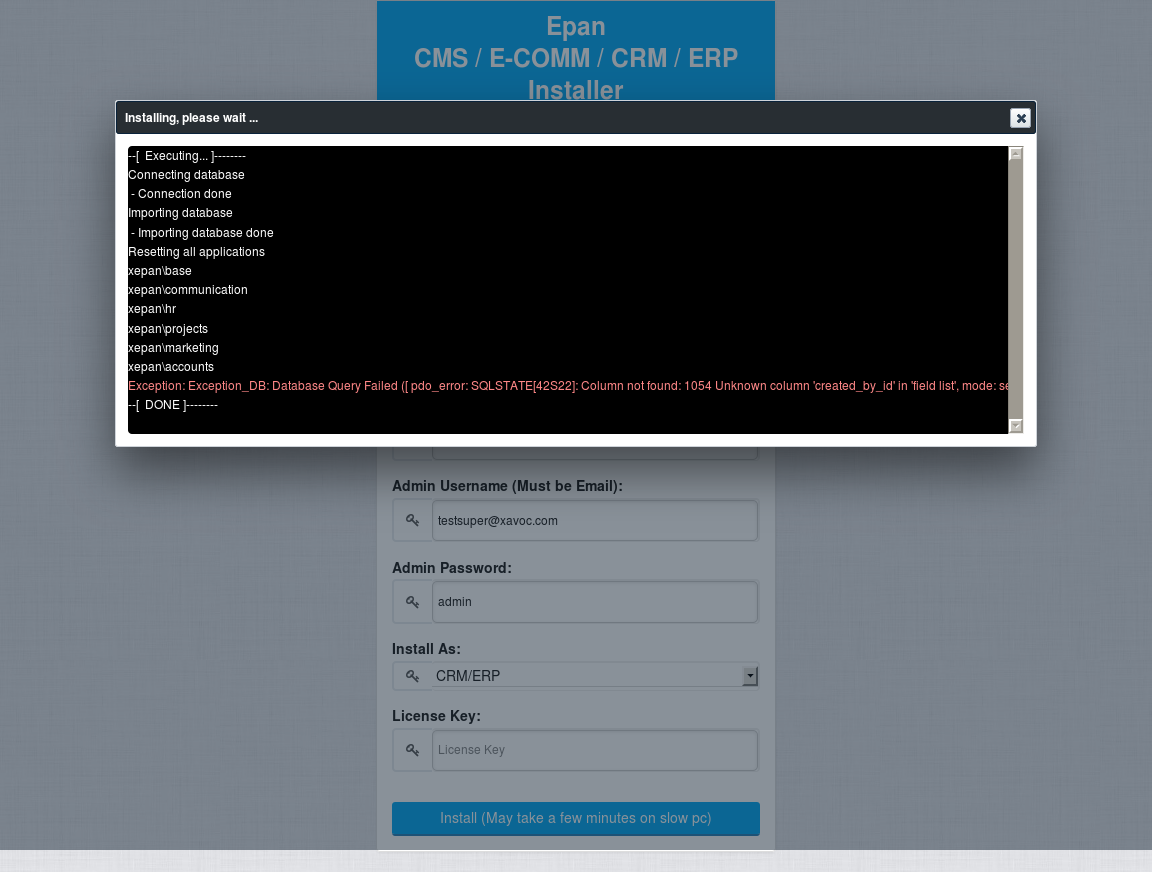 Epan
CMS / E-COMM / CRM / ERP
Installer
Installing, please wait ...
--[ Executing... ]--------
Connecting database
- Connection done
Importing database
- Importing database done
Resetting all applications
xepan\base
xepan\communication
xepan\hr
xepan\projects
xepan\marketing
xepan\accounts
Exception: Exception_DB: Database Query Failed ([ pdo_error: SQLSTATE[42S22]: Column not found: 1054 Unknown column 'created_by_id' in 'field list', mode: se
--[ DONE ]--------
Admin Username (Must be Email):
testsuper@xavoc.com
Admin Password:
admin
Install As:
CRM/ERP
License Key:
License Key
Install (May take a few minutes on slow pc)